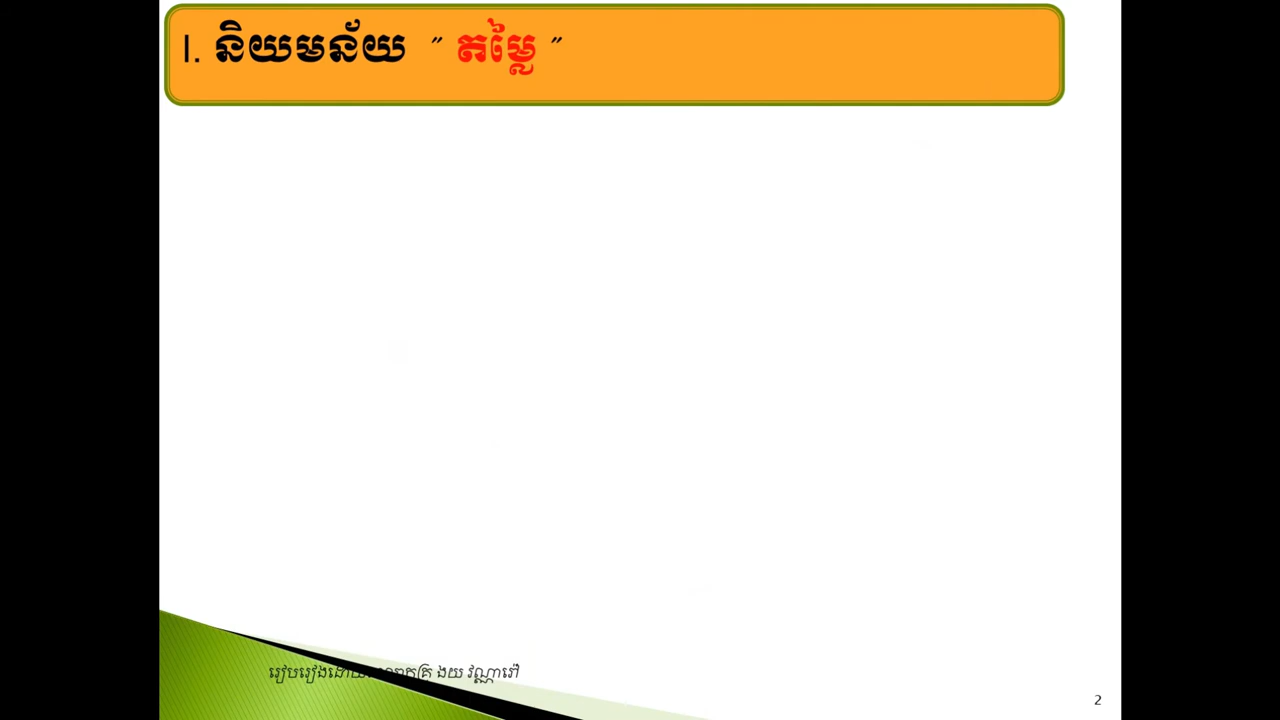 I. និយមន័យ " តម្លៃ "
រៀបរៀងដោយ ងយ វណ្ណារៅ
2